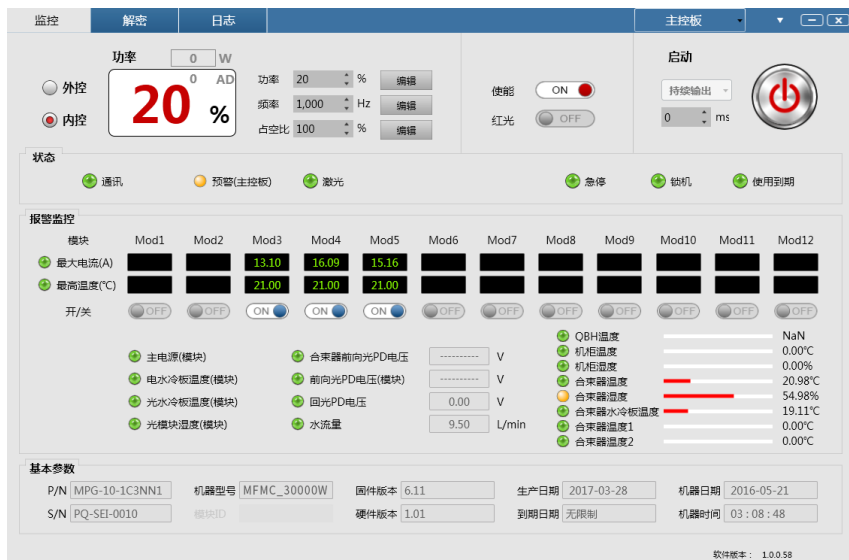 监控 解密 日志 主控板
功率 0 W 启动
外控 0 AD 功率 20 % 编辑
20 % 频率 1,000 Hz 编辑 使能 ON 持续输出
内控 占空比 100 % 编辑 红光 OFF 0 ms
状态
通讯 预警(主控板) 激光 急停 锁机 使用到期
报警监控
模块 Mod1 Mod2 Mod3 Mod4 Mod5 Mod6 Mod7 Mod8 Mod9 Mod10 Mod11 Mod12
最大电流(A) 13.10 16.09 15.16
最高温度(℃) 21.00 21.00 21.00
开/关 OFF OFF ON ON ON OFF OFF OFF OFF OFF OFF OFF
QBH温度 NaN
机柜温度 0.00℃
机柜湿度 0.00%
合束器温度 20.98℃
合束器湿度 54.98%
合束器水冷板温度 19.11℃
合束器温度1 0.00℃
合束器温度2 0.00℃
主电源(模块) 合束器前向光PD电压 ---------- V
电水冷板温度(模块) 前向光PD电压(模块) ---------- V
光水冷板温度(模块) 回光PD电压 0.00 V
光模块湿度(模块) 水流量 9.50 L/min
基本参数
P/N MPG-10-1C3NN1 机器型号 MFMC_30000W 固件版本 6.11 生产日期 2017-03-28 机器日期 2016-05-21
S/N PQ-SEI-0010 模块ID 硬件版本 1.01 到期日期 无限制 机器时间 03 : 08 : 48
软件版本： 1.0.0.58